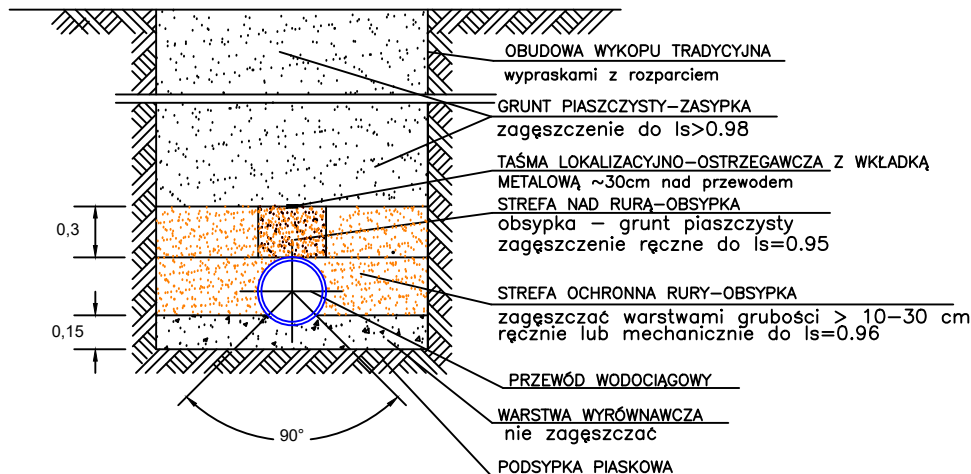 OBUDOWA WYKOPU TRADYCYJNA
wypraskami z rozparciem
GRUNT PIASZCZYSTY-ZASYPKA
zagęszczenie do Is>0.98
TAŚMA LOKALIZACYJNO-OSTRZEGAWCZA Z WKŁADKĄ
METALOWĄ ~30cm nad przewodem
STREFA NAD RURĄ-OBSYPKA
obsypka – grunt piaszczysty
zagęszczenie ręczne do Is=0.95
0,3
STREFA OCHRONNA RURY-OBSYPKA
zagęszczać warstwami grubości > 10-30 cm
ręcznie lub mechanicznie do Is=0.96
0,15
PRZEWÓD WODOCIĄGOWY
WARSTWA WYRÓWNAWCZA
nie zagęszczać
90°
PODSYPKA PIASKOWA